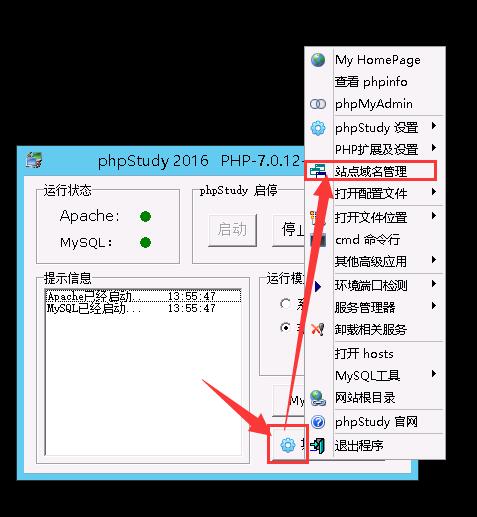 My HomePage
查看 phpinfo
phpMyAdmin
phpStudy 设置
PHP扩展及设置
站点域名管理
打开配置文件
打开文件位置
cmd 命令行
其他高级应用
环境端口检测
服务管理器
卸载相关服务
打开 hosts
MySQL工具
网站根目录
phpStudy 官网
退出程序
phpStudy 2016 PHP-7.0.12-
运行状态
Apache:
MySQL:
phpStudy 启停
启动
停止
提示信息
Apache已经启动... 13:55:47
MySQL已经启动... 13:55:47
运行模
My